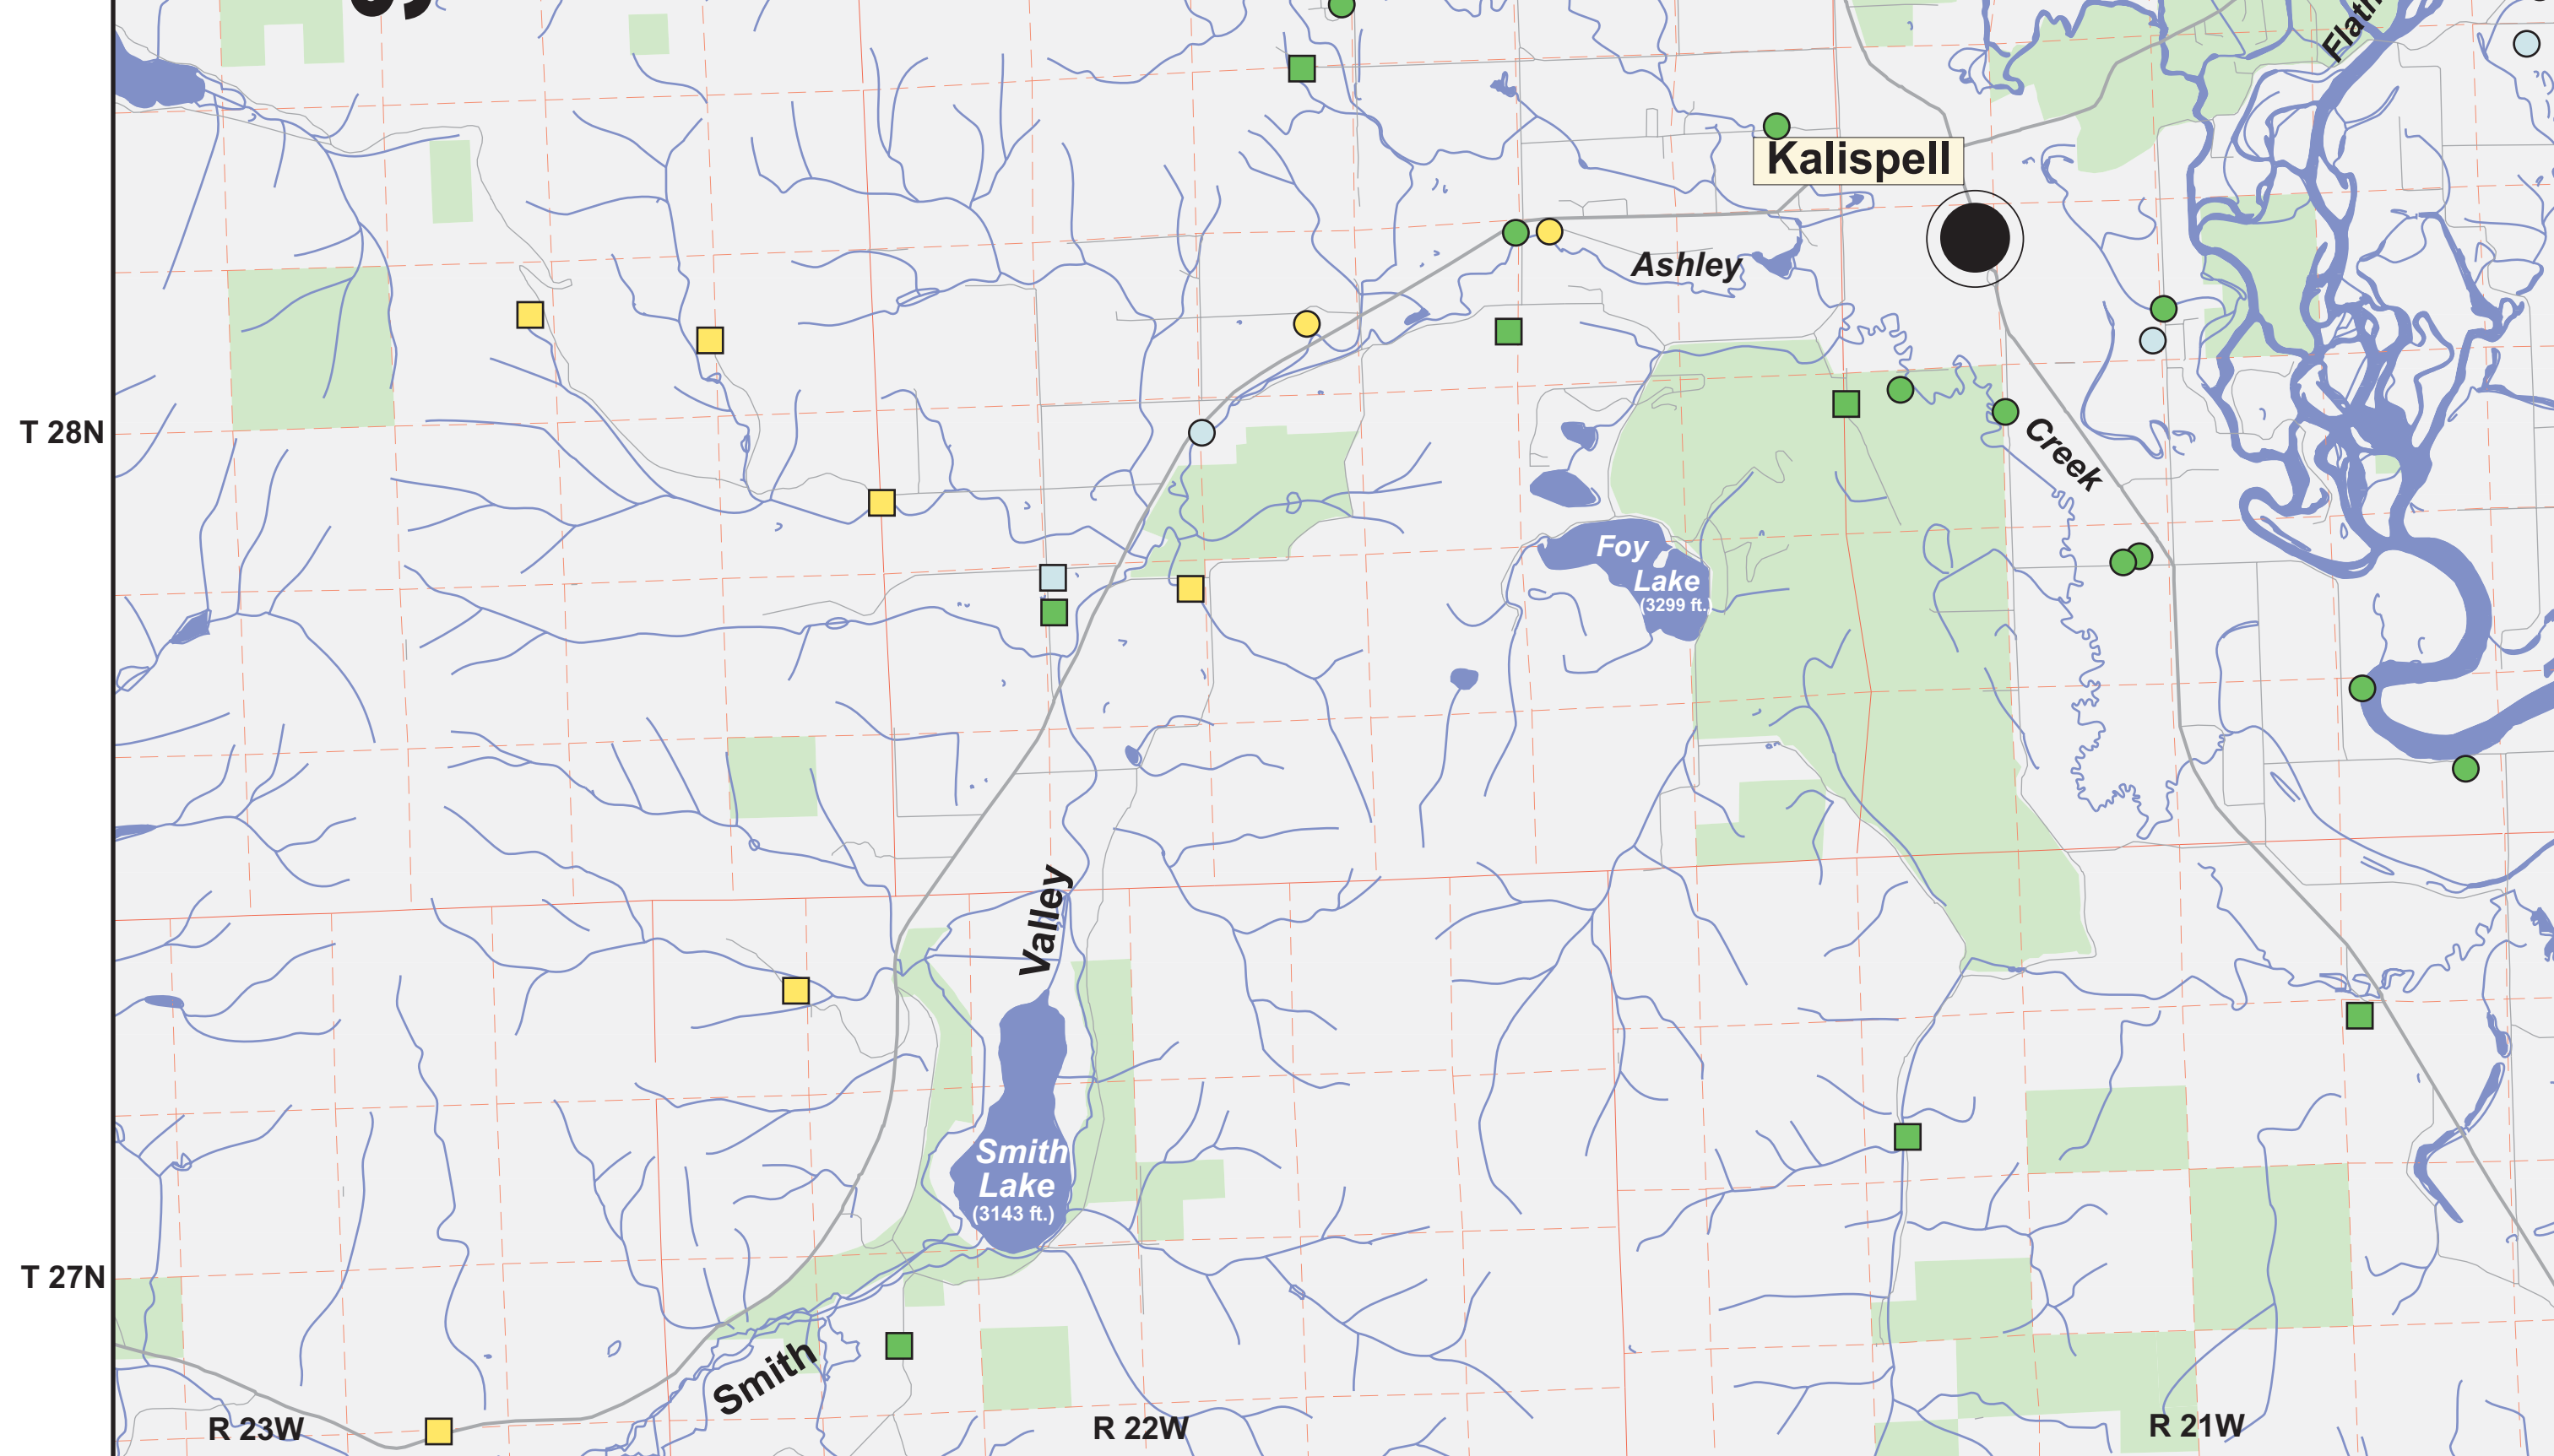 Kalispell
Ashley
T 28N
Creek
Foy
Lake
(3299 ft.)
Valley
Smith
Lake
(3143 ft.)
T 27N
Smith
R 23W
R 22W
R 21W